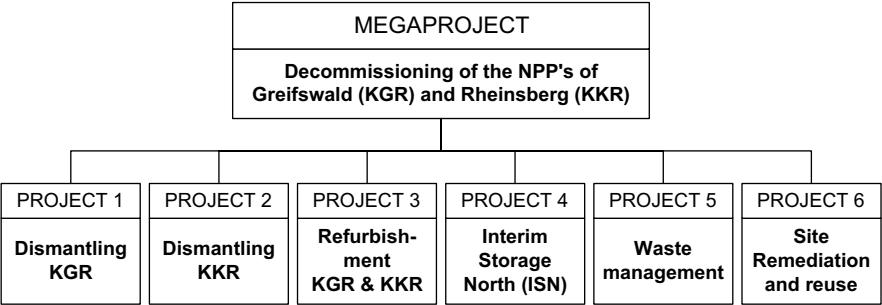 MEGAPROJECT
Decommissioning of the NPP's of
Greifswald (KGR) and Rheinsberg (KKR)
PROJECT 1
Dismantling
KGR
PROJECT 2
Dismantling
KKR
PROJECT 3
Refurbish-
ment
KGR & KKR
PROJECT 4
Interim
Storage
North (ISN)
PROJECT 5
Waste
management
PROJECT 6
Site
Remediation
and reuse